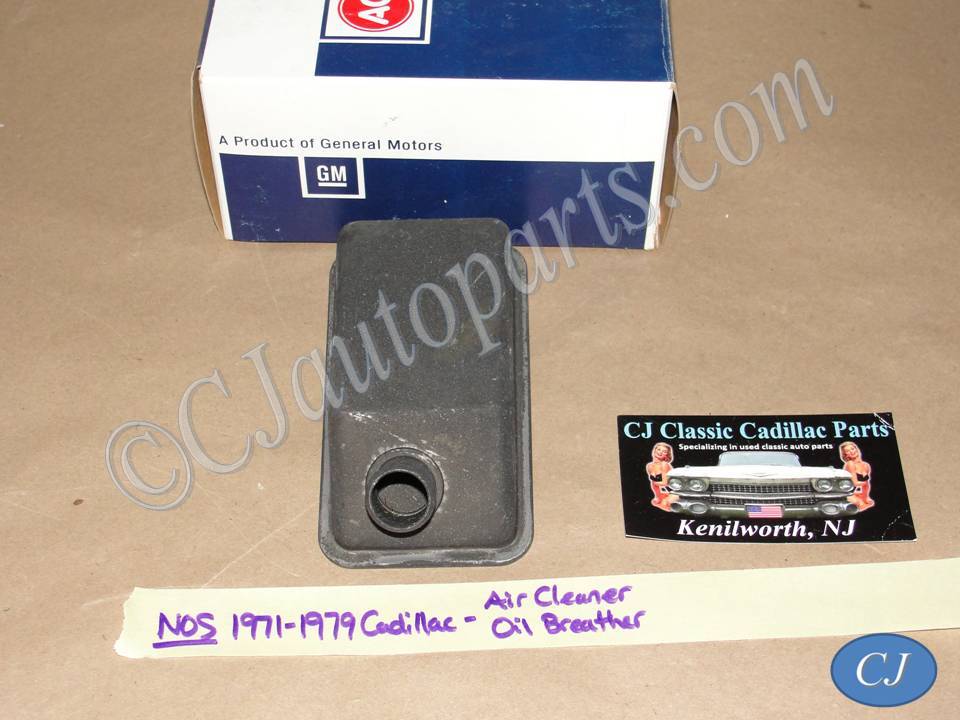 AC
A Product of General Motors
GM
©CJautoparts.com
CJ Classic Cadillac Parts
Specializing in used classic auto parts
Kenilworth, NJ
NOS 1971-1979 Cadillac - Air Cleaner
Oil Breather
CJ